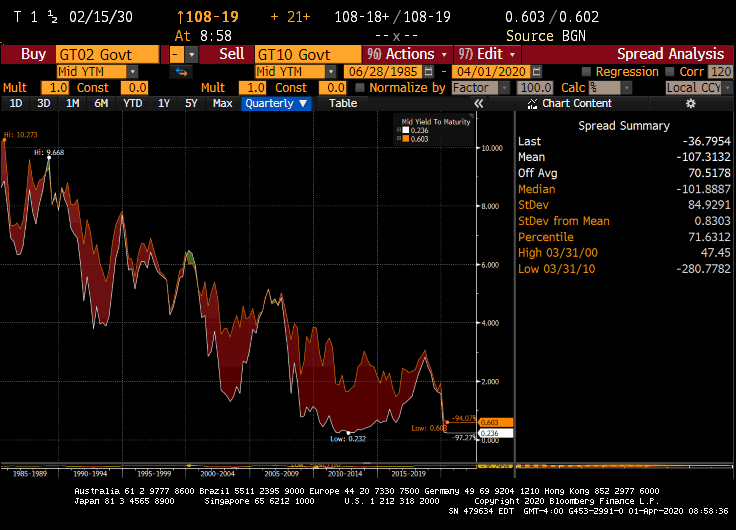 T 1 ½ 02/15/30 ↑108-19 + 21+ 108-18+/108-19 0.603/0.602
At 8:58 --x-- Source BGN
Buy GT02 Govt - Sell GT10 Govt 96) Actions 97) Edit Spread Analysis
Mid YTM Mid YTM 06/28/1985 - 04/01/2020 Regression Corr 120
Mult 1.0 Const 0.0 Mult 1.0 Const 0.0 Normalize by Factor 100.0 Calc % Local CCY
1D 3D 1M 6M YTD 1Y 5Y Max Quarterly ▼ Table « Chart Content
Hi: 10.273
Hi: 9.668
Mid Yield To Maturity
0.236
0.603
10.000
8.000
6.000
4.000
2.000
0.000
-94.07%
0.603
Low: 0.603
0.236
-97.27%
Low: 0.232
1985-1989 1990-1994 1995-1999 2000-2004 2005-2009 2010-2014 2015-2019
Spread Summary
Last -36.7954
Mean -107.3132
Off Avg 70.5178
Median -101.8887
StDev 84.9291
StDev from Mean 0.8303
Percentile 71.6312
High 03/31/00 47.45
Low 03/31/10 -280.7782
Australia 61 2 9777 8600 Brazil 5511 2395 9000 Europe 44 20 7330 7500 Germany 49 69 9204 1210 Hong Kong 852 2977 6000
Japan 81 3 4565 8900 Singapore 65 6212 1000 U.S. 1 212 318 2000 Copyright 2020 Bloomberg Finance L.P.
SN 479634 EDT GMT-4:00 G453-2991-0 01-Apr-2020 08:58:36